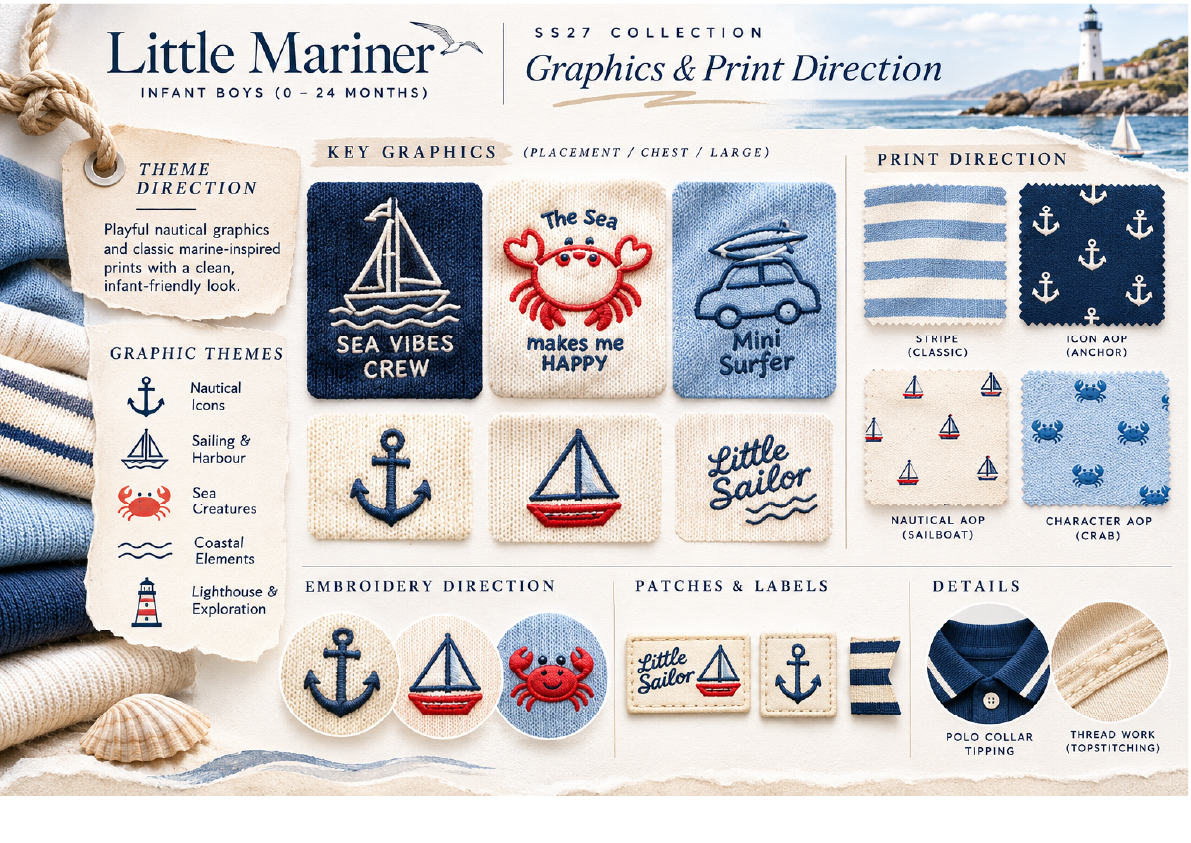 Little Mariner
INFANT BOYS (0 – 24 MONTHS)
SS27 COLLECTION
Graphics & Print Direction
THEME
DIRECTION
Playful nautical graphics
and classic marine-inspired
prints with a clean,
infant-friendly look.
GRAPHIC THEMES
Nautical
Icons
Sailing &
Harbour
Sea
Creatures
Coastal
Elements
Lighthouse &
Exploration
KEY GRAPHICS (PLACEMENT / CHEST / LARGE)
SEA VIBES
CREW
The Sea
makes me
HAPPY
Mini
Surfer
Little
Sailor
PRINT DIRECTION
STRIPE
(CLASSIC)
ICON AOP
(ANCHOR)
NAUTICAL AOP
(SAILBOAT)
CHARACTER AOP
(CRAB)
EMBROIDERY DIRECTION
PATCHES & LABELS
Little
Sailor
DETAILS
POLO COLLAR
TIPPING
THREAD WORK
(TOPSTITCHING)